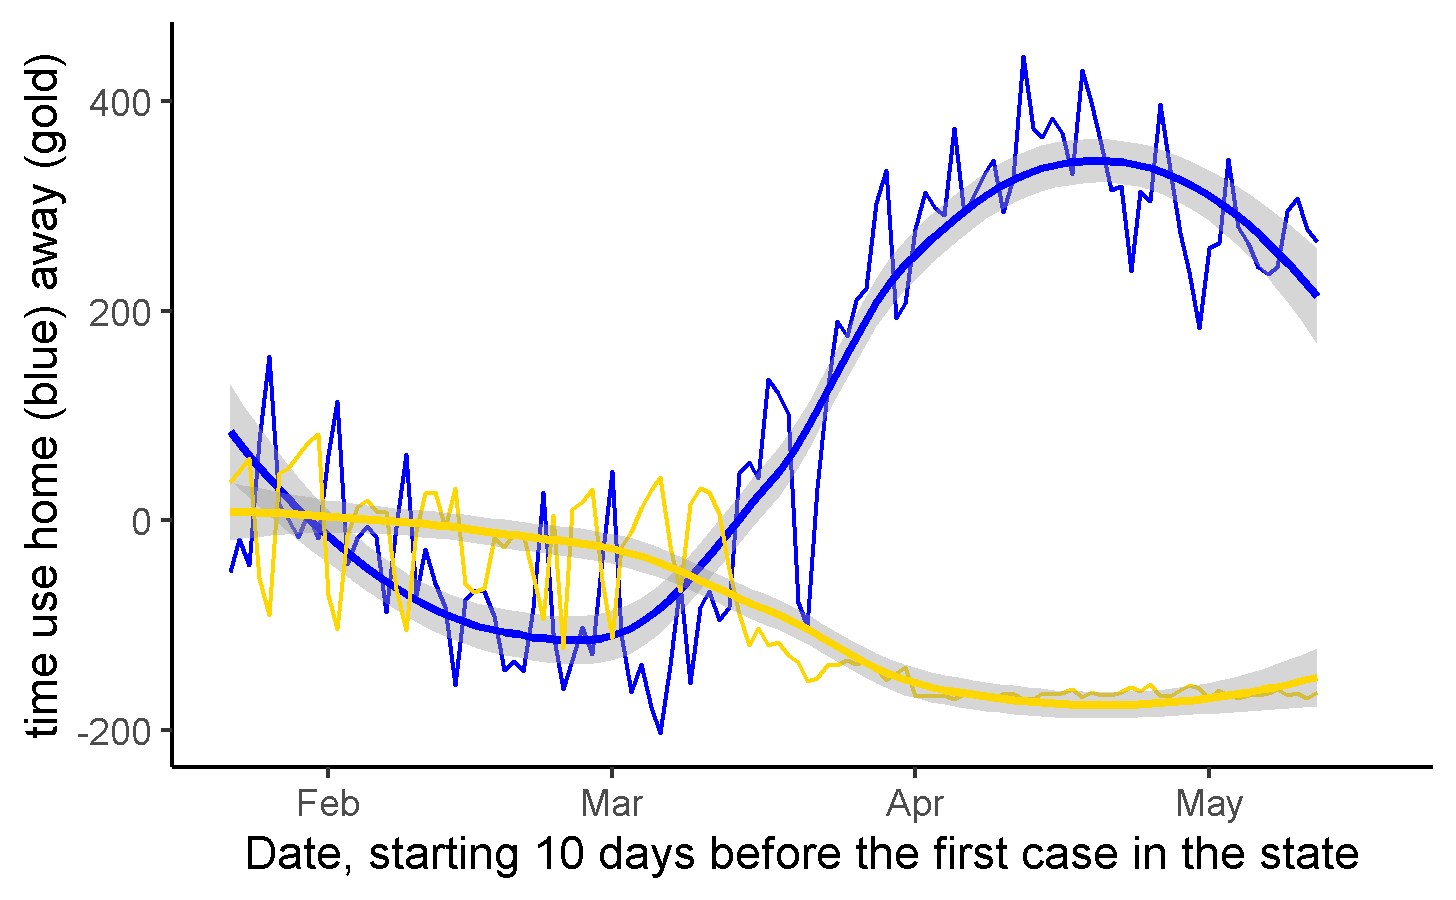 time use home (blue) away (gold)
400
200
0
-200
Feb
Mar
Apr
May
Date, starting 10 days before the first case in the state